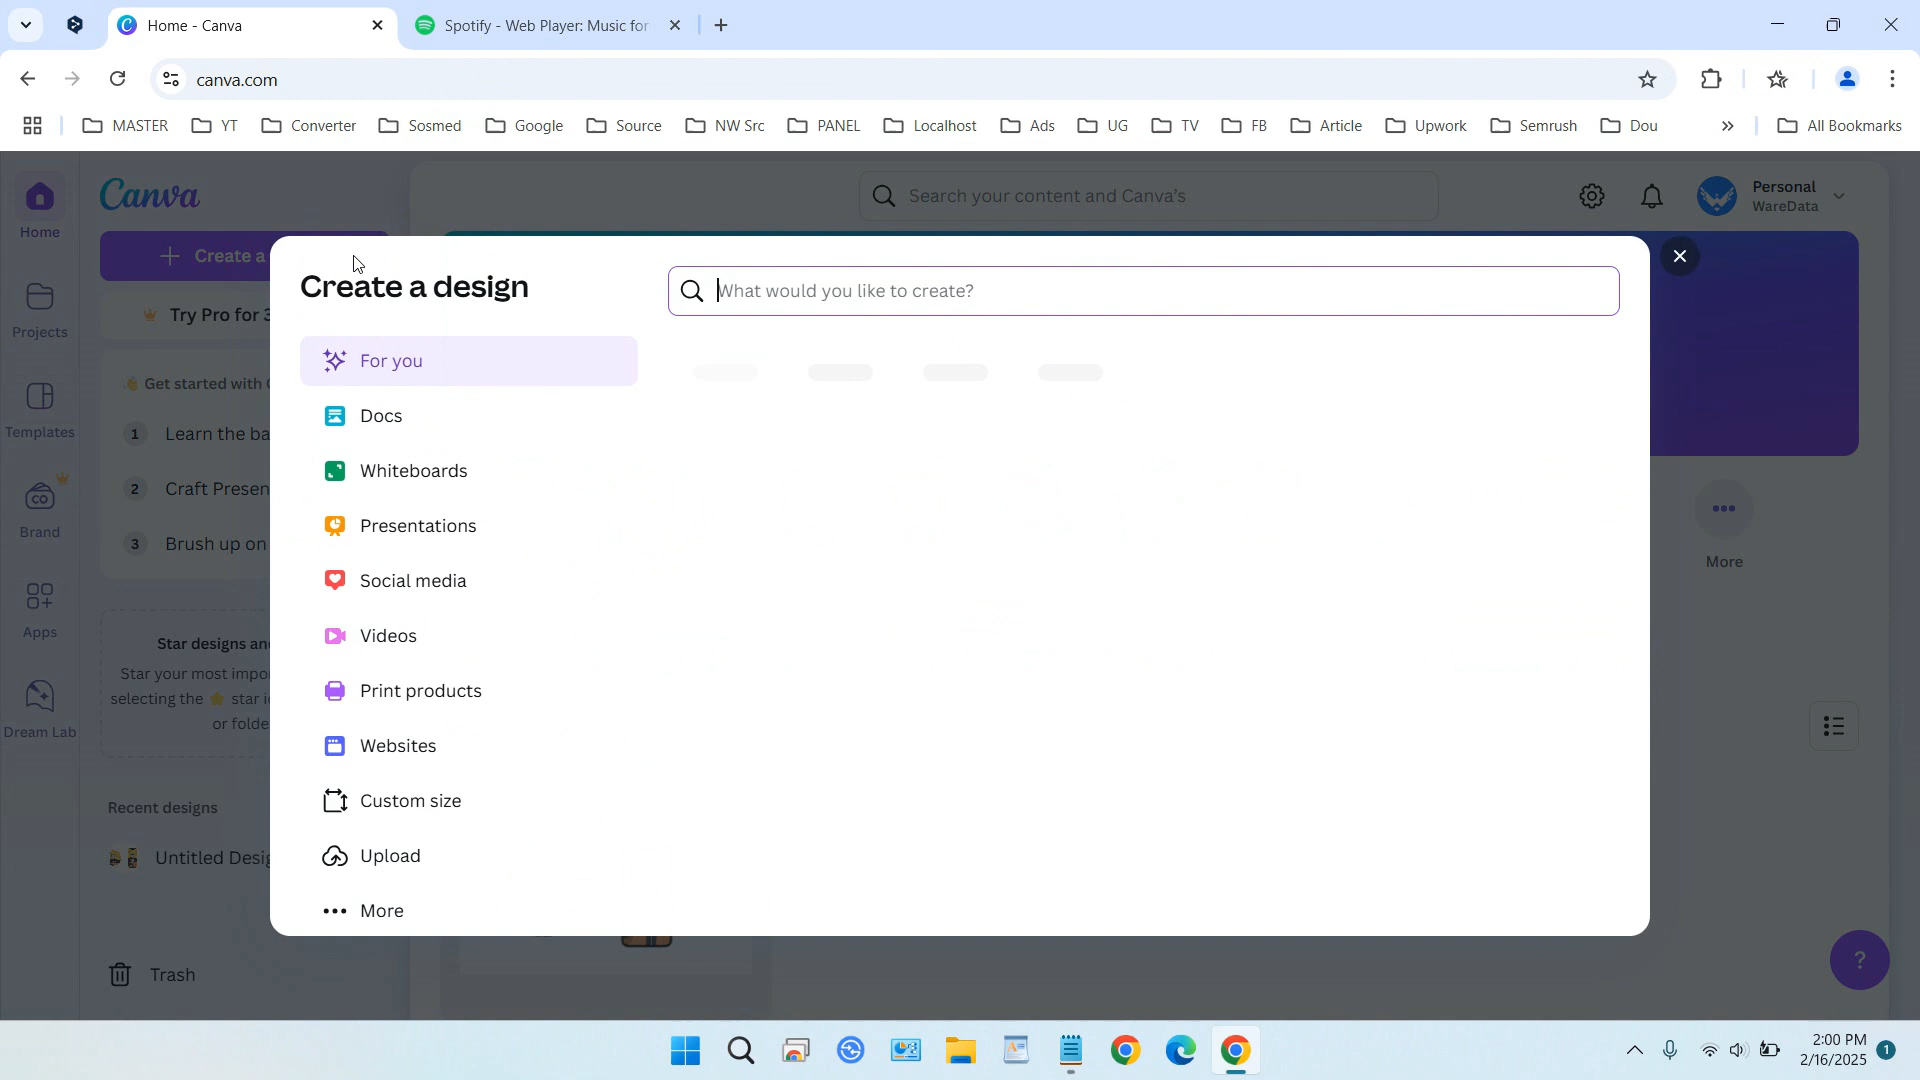 Home - Canva
Spotify - Web Player: Music for
canva.com
MASTER YT Converter Sosmed Google Source NW Src PANEL Localhost Ads UG TV FB Article Upwork Semrush Dou
All Bookmarks
Canva
Search your content and Canva's
Personal
WareData
Home
Create a
Create a design
What would you like to create?
Projects
Try Pro for 3
For you
Get started with
Docs
Templates
1 Learn the ba
Whiteboards
2 Craft Presen
CO
Brand
Presentations
3 Brush up on
More
Social media
Apps
Videos
Star designs an
Star your most impo
selecting the star i
or folde
Print products
Dream Lab
Websites
Recent designs
Custom size
Untitled Desig
Upload
More
Trash
?
2:00 PM
2/16/2025
1